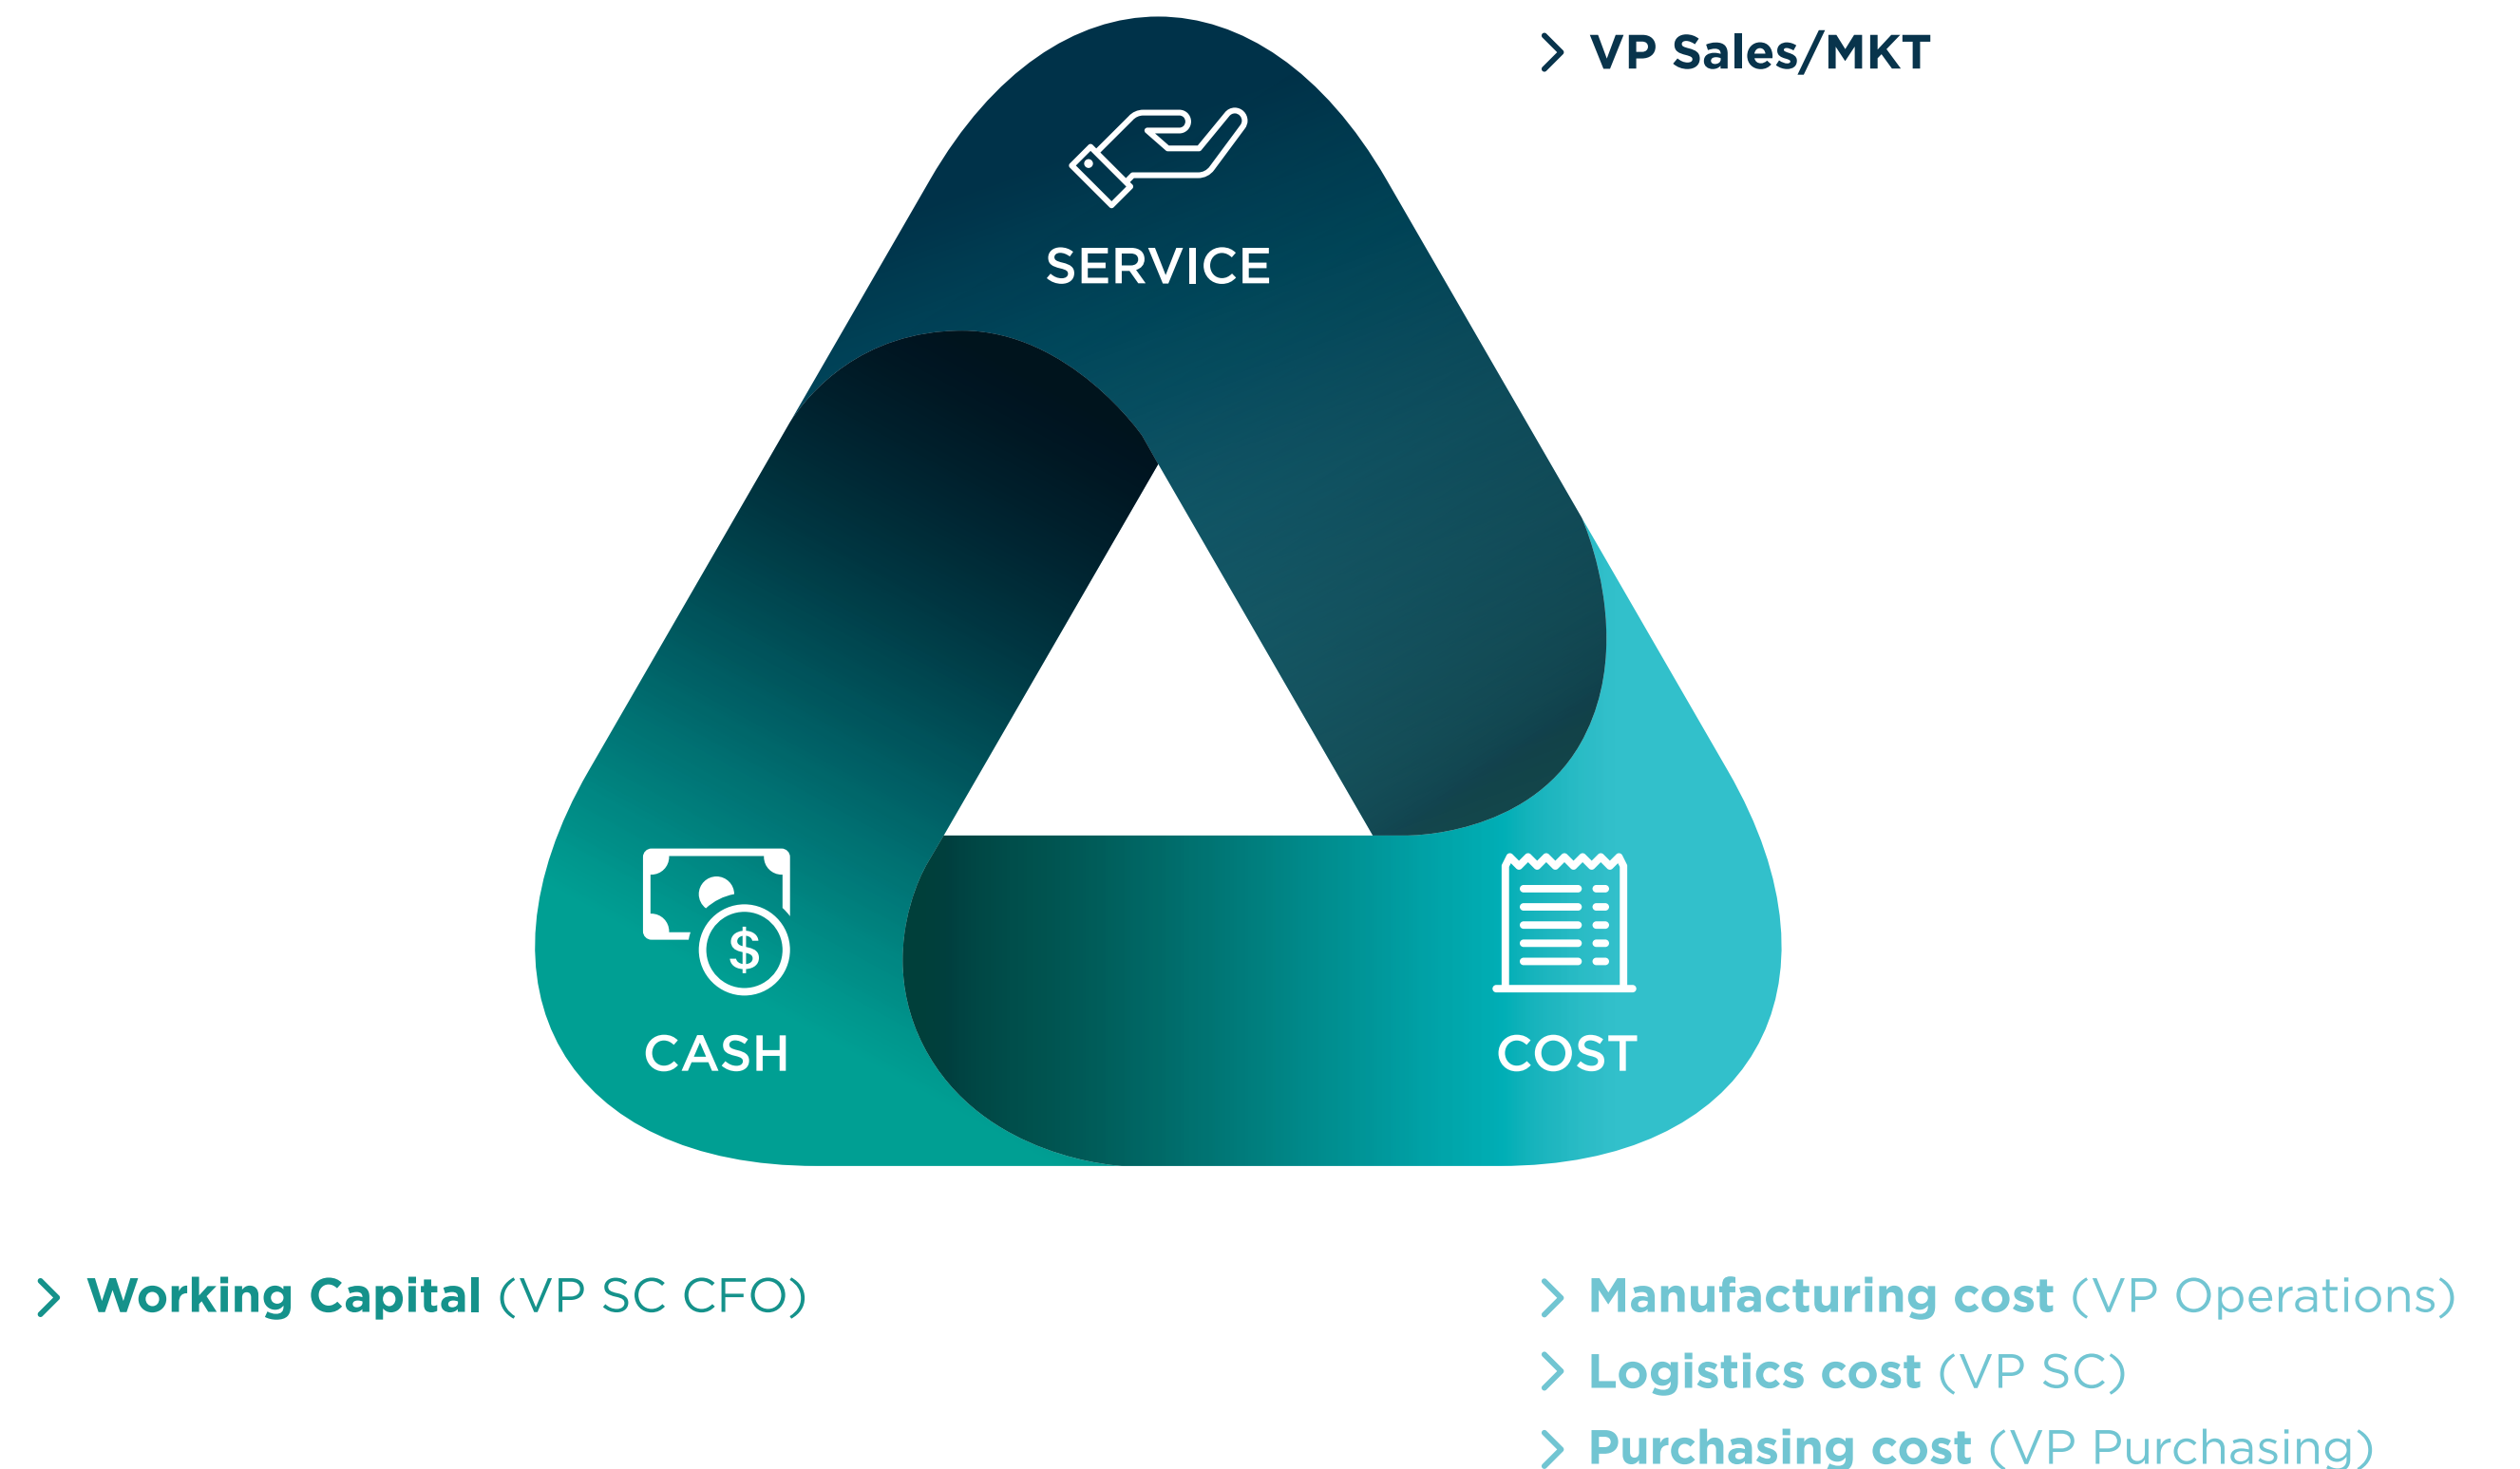 VP Sales/MKT
SERVICE
$
CASH
COST
Working Capital (VP SC CFO)
Manufacturing cost (VP Operations)
Logistics cost (VP SC)
Purchasing cost (VP Purchasing)